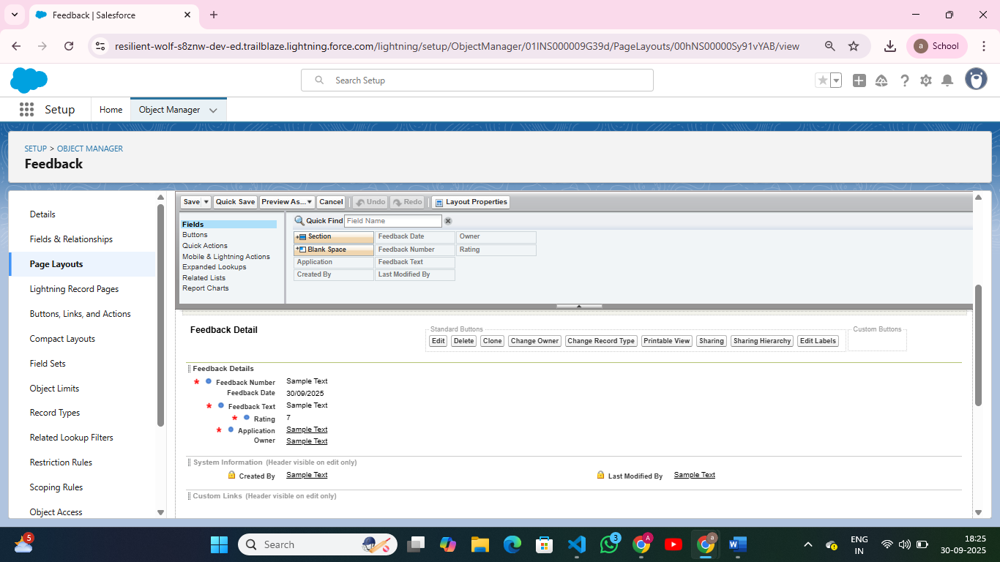 Feedback | Salesforce
resilient-wolf-s8znw-dev-ed.trailblaze.lightning.force.com/lightning/setup/ObjectManager/01INS000009G39d/PageLayouts/00hNS00000Sy91vYAB/view
a School
Search Setup
Setup Home Object Manager
SETUP > OBJECT MANAGER
Feedback
Details
Fields & Relationships
Page Layouts
Lightning Record Pages
Buttons, Links, and Actions
Compact Layouts
Field Sets
Object Limits
Record Types
Related Lookup Filters
Restriction Rules
Scoping Rules
Object Access
Save Quick Save Preview As... Cancel Undo Redo Layout Properties
Fields
Buttons
Quick Actions
Mobile & Lightning Actions
Expanded Lookups
Related Lists
Report Charts
Quick Find Field Name
Section Feedback Date Owner
Blank Space Feedback Number Rating
Application Feedback Text
Created By Last Modified By
Feedback Detail
Standard Buttons
Edit Delete Clone Change Owner Change Record Type Printable View Sharing Sharing Hierarchy Edit Labels
Custom Buttons
Feedback Details
* Feedback Number Sample Text
Feedback Date 30/09/2025
* Feedback Text Sample Text
* Rating 7
* Application Sample Text
Owner Sample Text
System Information (Header visible on edit only)
Created By Sample Text Last Modified By Sample Text
Custom Links (Header visible on edit only)
5
Search
3
A
a
ENG
IN
18:25
30-09-2025